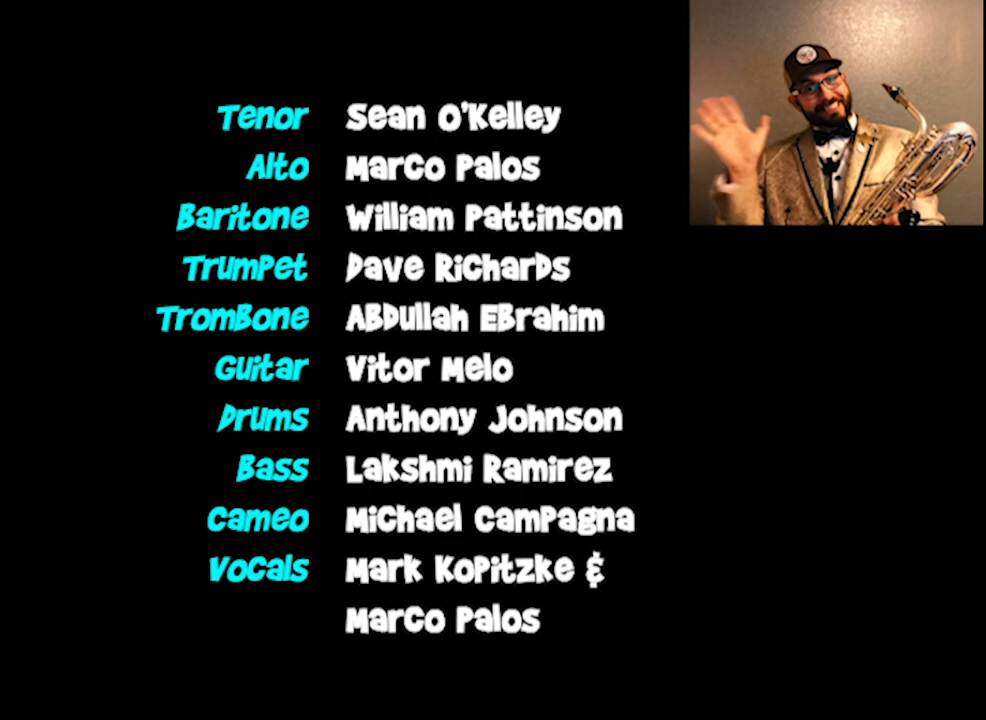 Tenor Sean O'Kelley
Alto Marco Palos
Baritone William Pattinson
Trumpet Dave Richards
Trombone Abdullah Ebrahim
Guitar Vitor Melo
Drums Anthony Johnson
Bass Lakshmi Ramirez
Cameo Michael Campagna
Vocals Mark Kopitzke &
Marco Palos